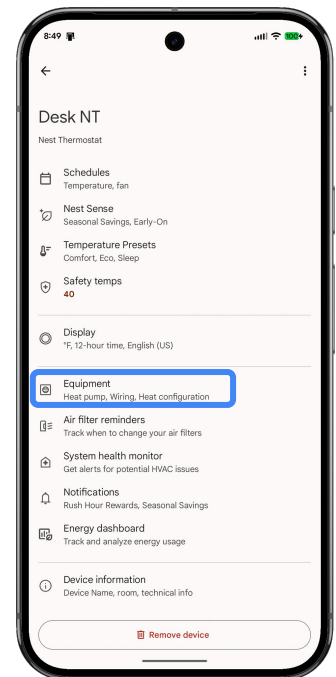 8:49
100
Desk NT
Nest Thermostat
Schedules
Temperature, fan
Nest Sense
Seasonal Savings, Early-On
Temperature Presets
Comfort, Eco, Sleep
Safety temps
40
Display
°F, 12-hour time, English (US)
Equipment
Heat pump, Wiring, Heat configuration
Air filter reminders
Track when to change your air filters
System health monitor
Get alerts for potential HVAC issues
Notifications
Rush Hour Rewards, Seasonal Savings
Energy dashboard
Track and analyze energy usage
Device information
Device Name, room, technical info
Remove device